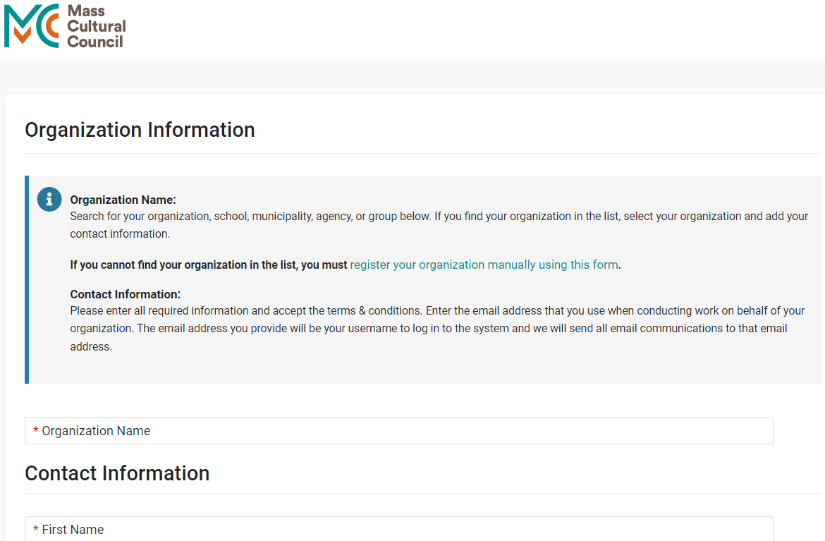 Mass
Cultural
Council
Organization Information
Organization Name:
Search for your organization, school, municipality, agency, or group below. If you find your organization in the list, select your organization and add your
contact information.
If you cannot find your organization in the list, you must register your organization manually using this form.
Contact Information:
Please enter all required information and accept the terms & conditions. Enter the email address that you use when conducting work on behalf of your
organization. The email address you provide will be your username to log in to the system and we will send all email communications to that email
address.
* Organization Name
Contact Information
* First Name